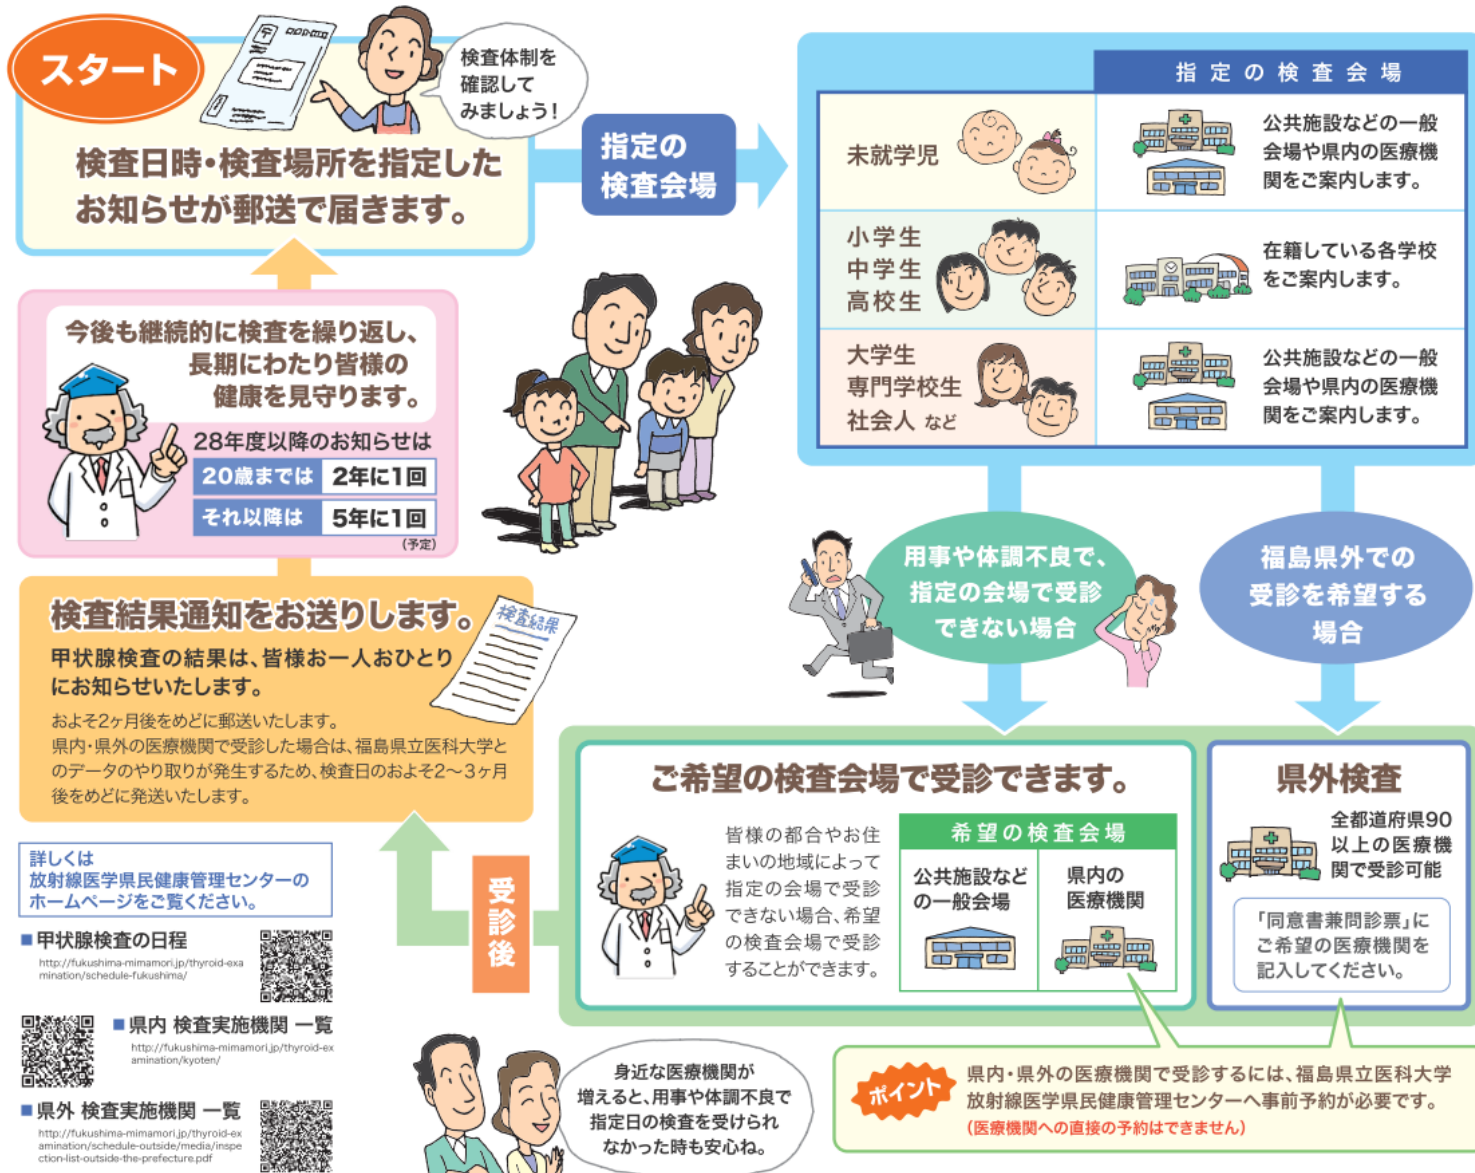 スタート
検査体制を
確認して
みましょう!
検査日時・検査場所を指定した
お知らせが郵送で届きます。
指定の
検査会場
指定の検査会場
未就学児
公共施設などの一般
会場や県内の医療機
関をご案内します。
小学生
中学生
高校生
在籍している各学校
をご案内します。
大学生
専門学校生
社会人 など
公共施設などの一般
会場や県内の医療機
関をご案内します。
用事や体調不良で、
指定の会場で受診
できない場合
福島県外での
受診を希望する
場合
ご希望の検査会場で受診できます。
皆様の都合やお住
まいの地域によって
指定の会場で受診
できない場合、希望
の検査会場で受診
することができます。
希望の検査会場
公共施設など
の一般会場
県内の
医療機関
県外検査
全都道府県90
以上の医療機
関で受診可能
「同意書兼問診票」に
ご希望の医療機関を
記入してください。
ポイント
県内・県外の医療機関で受診するには、福島県立医科大学
放射線医学県民健康管理センターへ事前予約が必要です。
(医療機関への直接の予約はできません)
身近な医療機関が
増えると、用事や体調不良で
指定日の検査を受けられ
なかった時も安心ね。
受診後
検査結果通知をお送りします。
検査結果
甲状腺検査の結果は、皆様お一人おひとり
にお知らせいたします。
およそ2ヶ月後をめどに郵送いたします。
県内・県外の医療機関で受診した場合は、福島県立医科大学と
のデータのやり取りが発生するため、検査日のおよそ2〜3ヶ月
後をめどに発送いたします。
今後も継続的に検査を繰り返し、
長期にわたり皆様の
健康を見守ります。
28年度以降のお知らせは
20歳までは 2年に1回
それ以降は 5年に1回
(予定)
詳しくは
放射線医学県民健康管理センターの
ホームページをご覧ください。
■甲状腺検査の日程
http://fukushima-mimamori.jp/thyroid-exa
mination/schedule-fukushima/
■県内 検査実施機関 一覧
http://fukushima-mimamori.jp/thyroid-ex
amination/kyoten/
■県外 検査実施機関 一覧
http://fukushima-mimamori.jp/thyroid-ex
amination/schedule-outside/media/inspe
ction-list-outside-the-prefecture.pdf